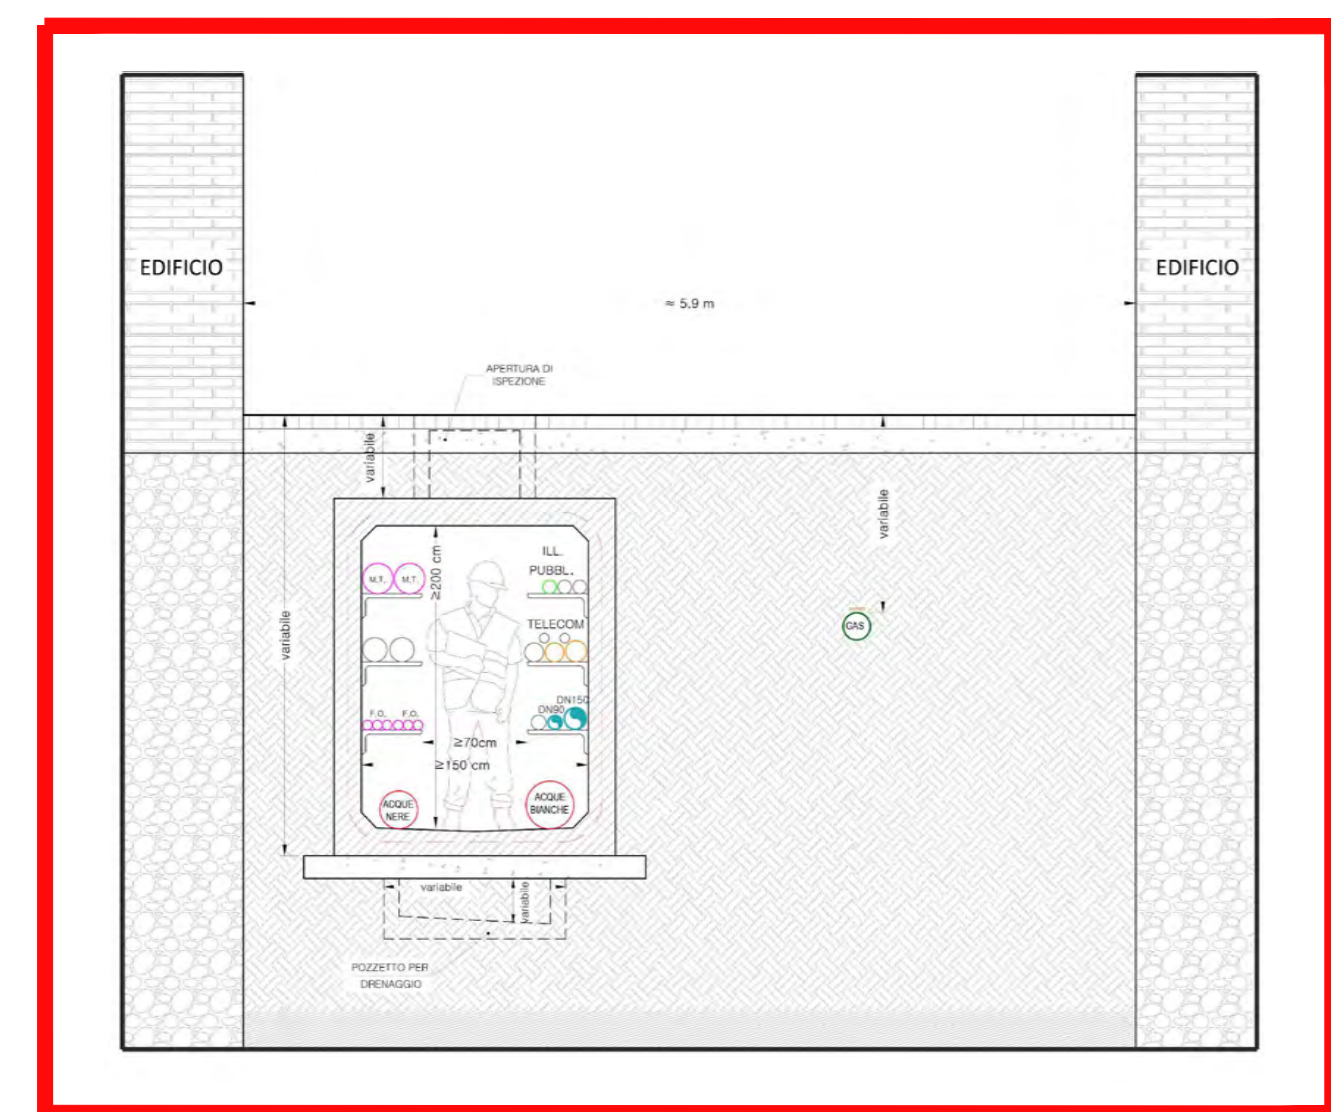 EDIFICIO
EDIFICIO
≈ 5.9 m
APERTURA DI
ISPEZIONE
variabile
variabile
variabile
ILL.
PUBBL.
M.T.
M.T.
≥200 cm
TELECOM
GAS
F.O.
F.O.
DN150
DN90
≥70cm
≥150 cm
ACQUE
NERE
ACQUE
BIANCHE
variabile
variabile
POZZETTO PER
DRENAGGIO